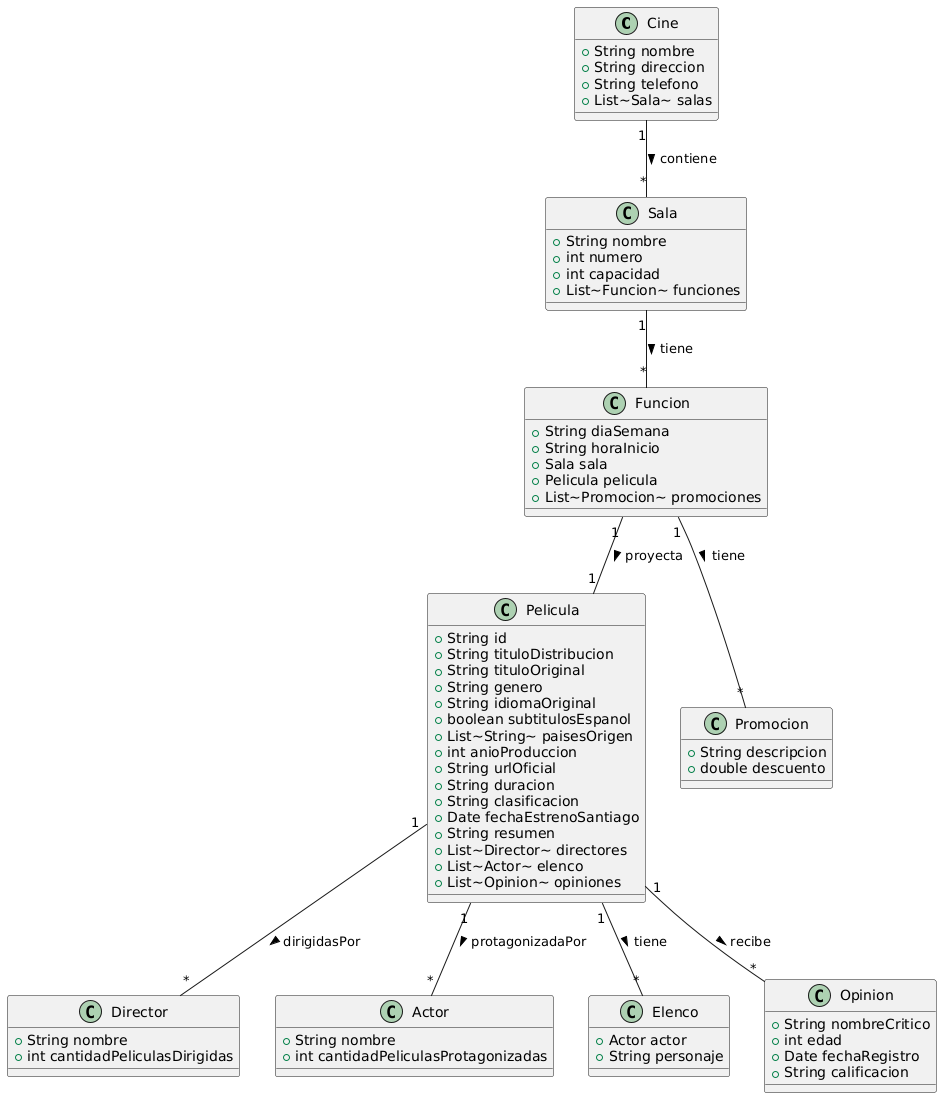 C Cine
String nombre
String direccion
String telefono
List~Sala~ salas
1
contiene
*
C Sala
String nombre
int numero
int capacidad
List~Funcion~ funciones
1
tiene
*
C Funcion
String diaSemana
String horaInicio
Sala sala
Pelicula pelicula
List~Promocion~ promociones
1 1
proyecta tiene
1
C Pelicula
String id
String tituloDistribucion
String tituloOriginal
String genero
String idiomaOriginal
boolean subtitulosEspanol
List~String~ paisesOrigen
int anioProduccion
String urlOficial
String duracion
String clasificacion
Date fechaEstrenoSantiago
String resumen
List~Director~ directores
List~Actor~ elenco
List~Opinion~ opiniones
*
C Promocion
String descripcion
double descuento
1
1 1 1
dirigidasPor protagonizadaPor tiene recibe
* * * *
C Director
String nombre
int cantidadPeliculasDirigidas
C Actor
String nombre
int cantidadPeliculasProtagonizadas
C Elenco
Actor actor
String personaje
C Opinion
String nombreCritico
int edad
Date fechaRegistro
String calificacion